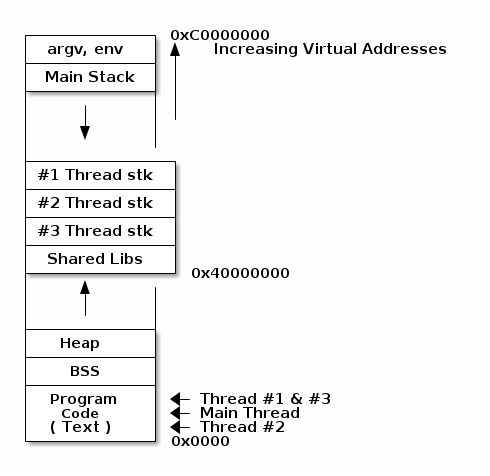 0xC0000000
argv, env
Increasing Virtual Addresses
Main Stack
#1 Thread stk
#2 Thread stk
#3 Thread stk
Shared Libs
0x40000000
Heap
BSS
Program
Code
( Text )
Thread #1 & #3
Main Thread
Thread #2
0x0000